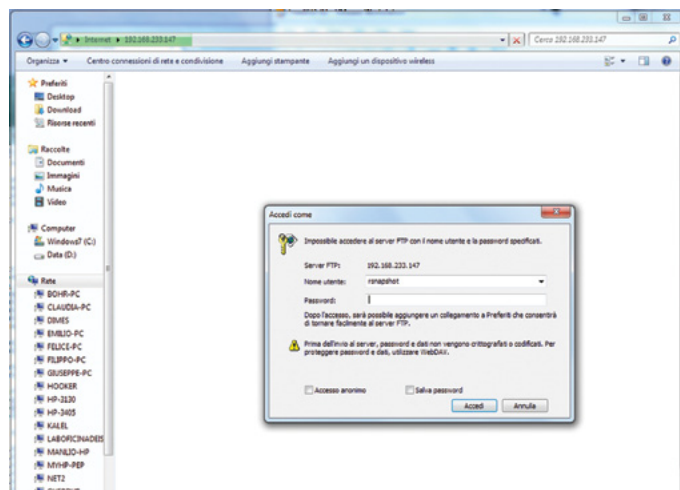 Internet ▸ 192.168.233.147
Cerca 192.168.233.147
Organizza Centro connessioni di rete e condivisione Aggiungi stampante Aggiungi un dispositivo wireless
Preferiti
Desktop
Download
Risorse recenti
Raccolte
Documenti
Immagini
Musica
Video
Computer
Windows7 (C:)
Data (D:)
Rete
BOHR-PC
CLAUDIA-PC
DIMES
EMILIO-PC
FELICE-PC
FILIPPO-PC
GIUSEPPE-PC
HOOKER
HP-3130
HP-3405
KALEL
LABOFICINADEIS
MANLIO-HP
MYHP-PEP
NET2
Accedi come
Impossibile accedere al server FTP con il nome utente e la password specificati.
Server FTP: 192.168.233.147
Nome utente: rsnapshot
Password:
Dopo l'accesso, sarà possibile aggiungere un collegamento a Preferiti che consentirà
di tornare facilmente al server FTP.
Prima dell'invio al server, password e dati non vengono crittografati o codificati. Per
proteggere password e dati, utilizzare WebDAV.
Accesso anonimo Salva password
Accedi Annulla